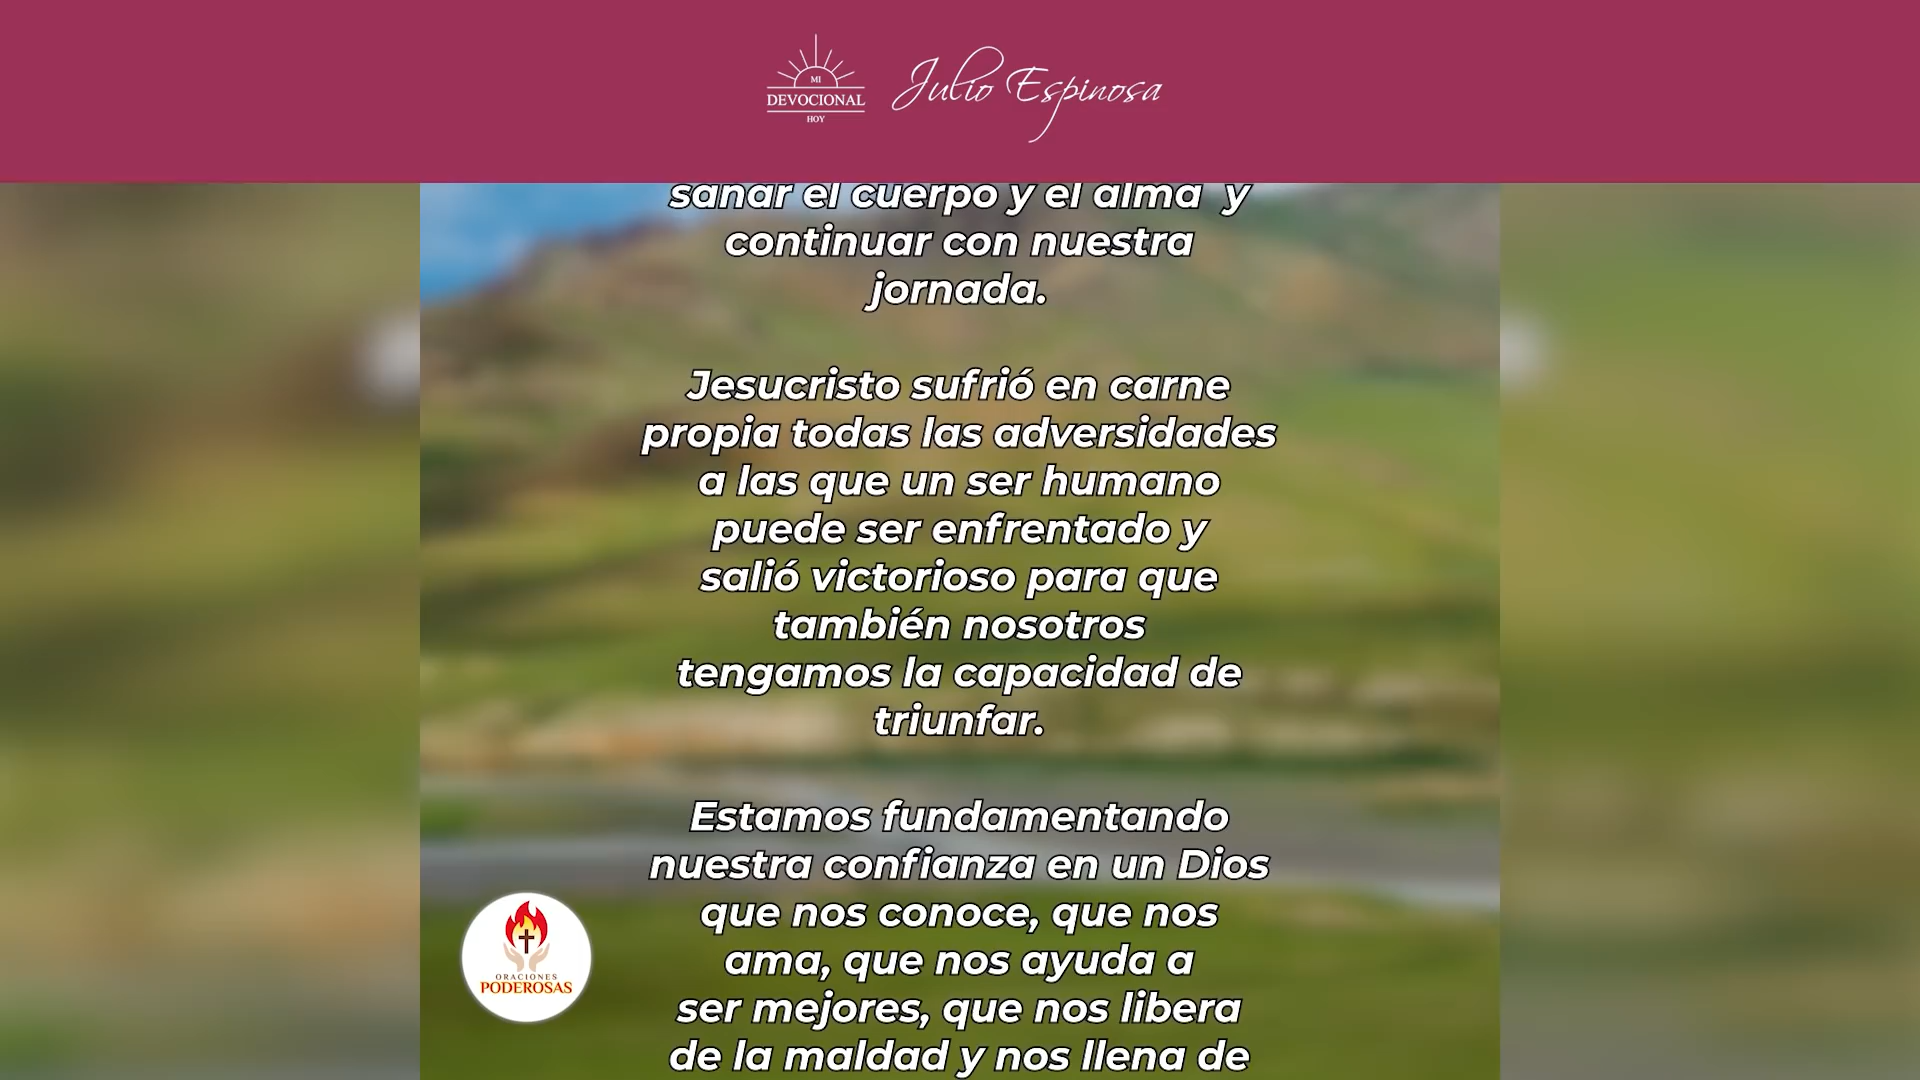 MI
DEVOCIONAL
HOY
Julio Espinosa
sanar el cuerpo y el alma y
continuar con nuestra
jornada.
Jesucristo sufrió en carne
propia todas las adversidades
a las que un ser humano
puede ser enfrentado y
salió victorioso para que
también nosotros
tengamos la capacidad de
triunfar.
Estamos fundamentando
nuestra confianza en un Dios
que nos conoce, que nos
ama, que nos ayuda a
ser mejores, que nos libera
de la maldad y nos llena de
ORACIONES
PODEROSAS